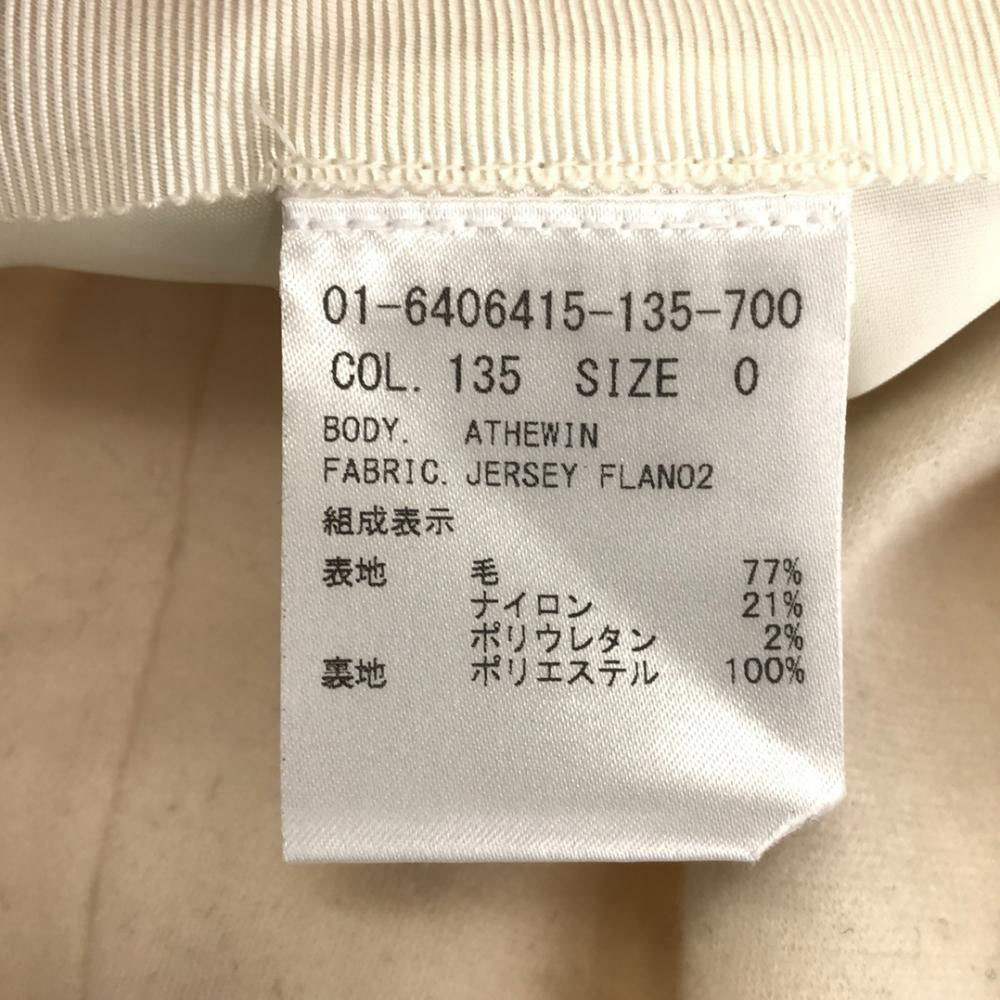 01-6406415-135-700
COL. 135 SIZE 0
BODY. ATHEWIN
FABRIC. JERSEY FLANO2
組成表示
表地 毛 77%
ナイロン 21%
ポリウレタン 2%
裏地 ポリエステル 100%